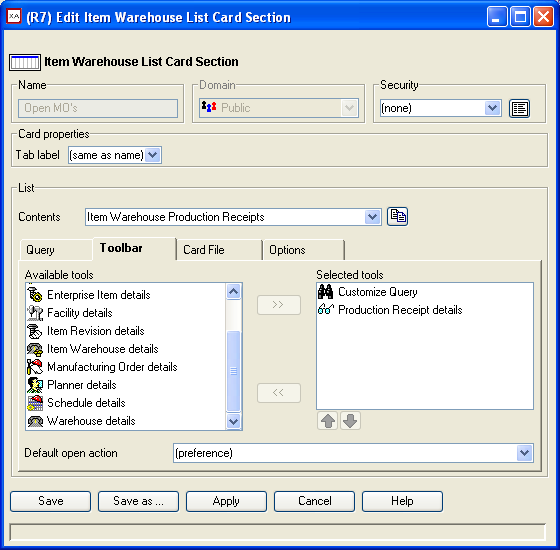 XA (R7) Edit Item Warehouse List Card Section
Item Warehouse List Card Section
Name
Open MO's
Domain
Public
Security
(none)
Card properties
Tab label (same as name)
List
Contents Item Warehouse Production Receipts
Query Toolbar Card File Options
Available tools
Enterprise Item details
Facility details
Item Revision details
Item Warehouse details
Manufacturing Order details
Planner details
Schedule details
Warehouse details
>>
<<
Selected tools
Customize Query
Production Receipt details
Default open action (preference)
Save Save as ... Apply Cancel Help